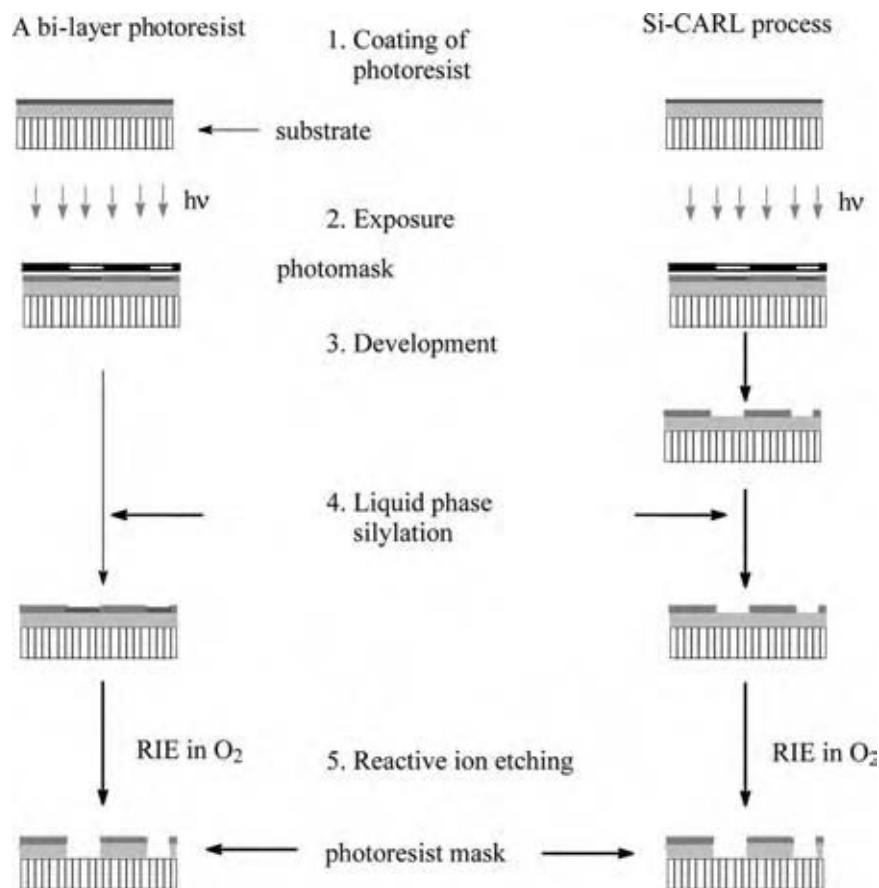 A bi-layer photoresist
1. Coating of
photoresist
Si-CARL process
substrate
hν
hν
2. Exposure
photomask
3. Development
4. Liquid phase
silylation
RIE in O₂
5. Reactive ion etching
RIE in O₂
photoresist mask